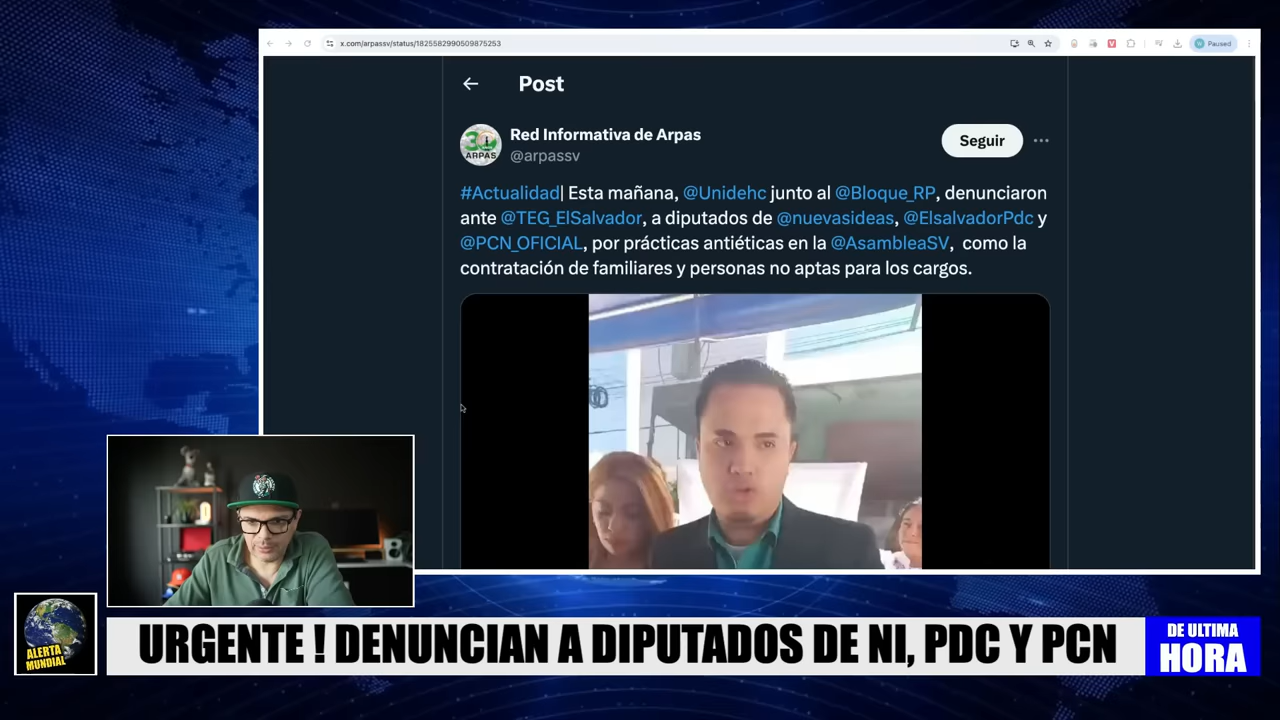 x.com/arpassv/status/1825582990509875253
Paused
Post
Red Informativa de Arpas
@arpassv
Seguir
#Actualidad| Esta mañana, @Unidehc junto al @Bloque_RP, denunciaron
ante @TEG_ElSalvador, a diputados de @nuevasideas, @ElsalvadorPdc y
@PCN_OFICIAL, por prácticas antiéticas en la @AsambleaSV,  como la
contratación de familiares y personas no aptas para los cargos.
30
ARPAS
ALERTA
MUNDIAL
URGENTE ! DENUNCIAN A DIPUTADOS DE NI, PDC Y PCN
DE ULTIMA
HORA